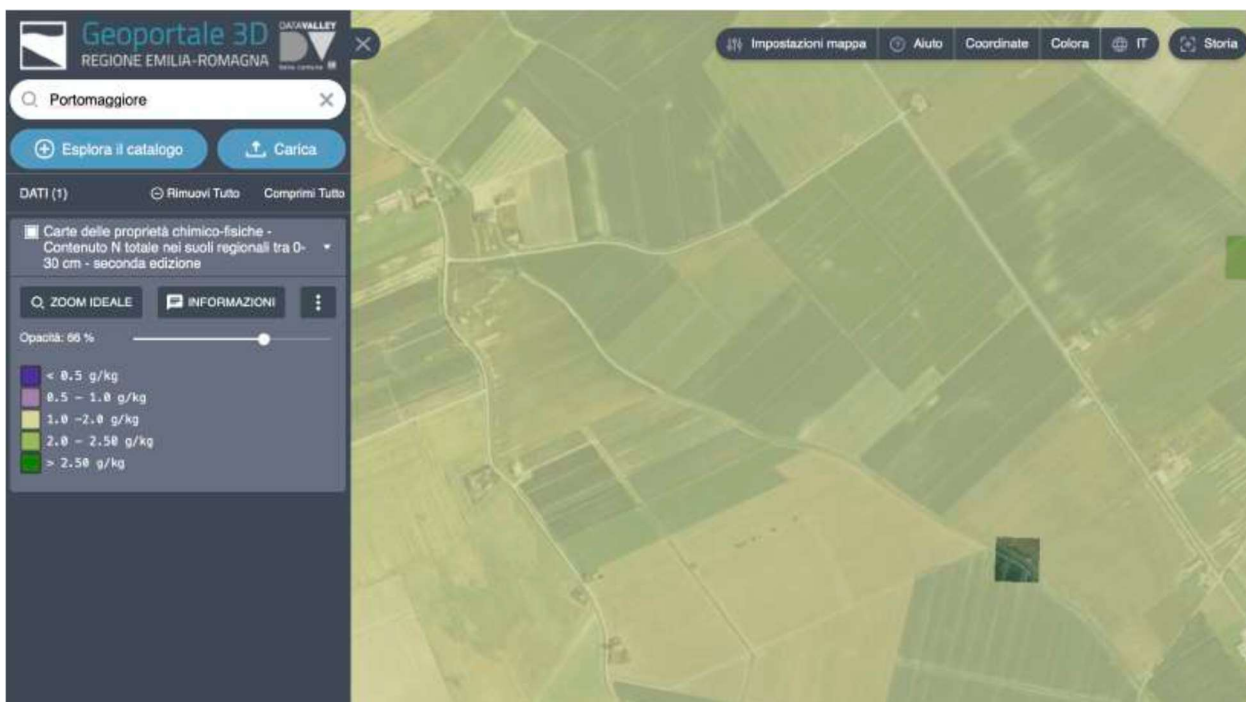 Geoportale 3D
REGIONE EMILIA-ROMAGNA
DATAVALLEY
Portomaggiore
Esplora il catalogo
Carica
DATI (1)
Rimuovi Tutto
Comprimi Tutto
Carte delle proprietà chimico-fisiche -
Contenuto N totale nei suoli regionali tra 0-
30 cm - seconda edizione
ZOOM IDEALE
INFORMAZIONI
Opacità: 66 %
< 0.5 g/kg
0.5 - 1.0 g/kg
1.0 -2.0 g/kg
2.0 - 2.50 g/kg
> 2.50 g/kg
Impostazioni mappa
Aiuto
Coordinate
Colora
IT
Storia